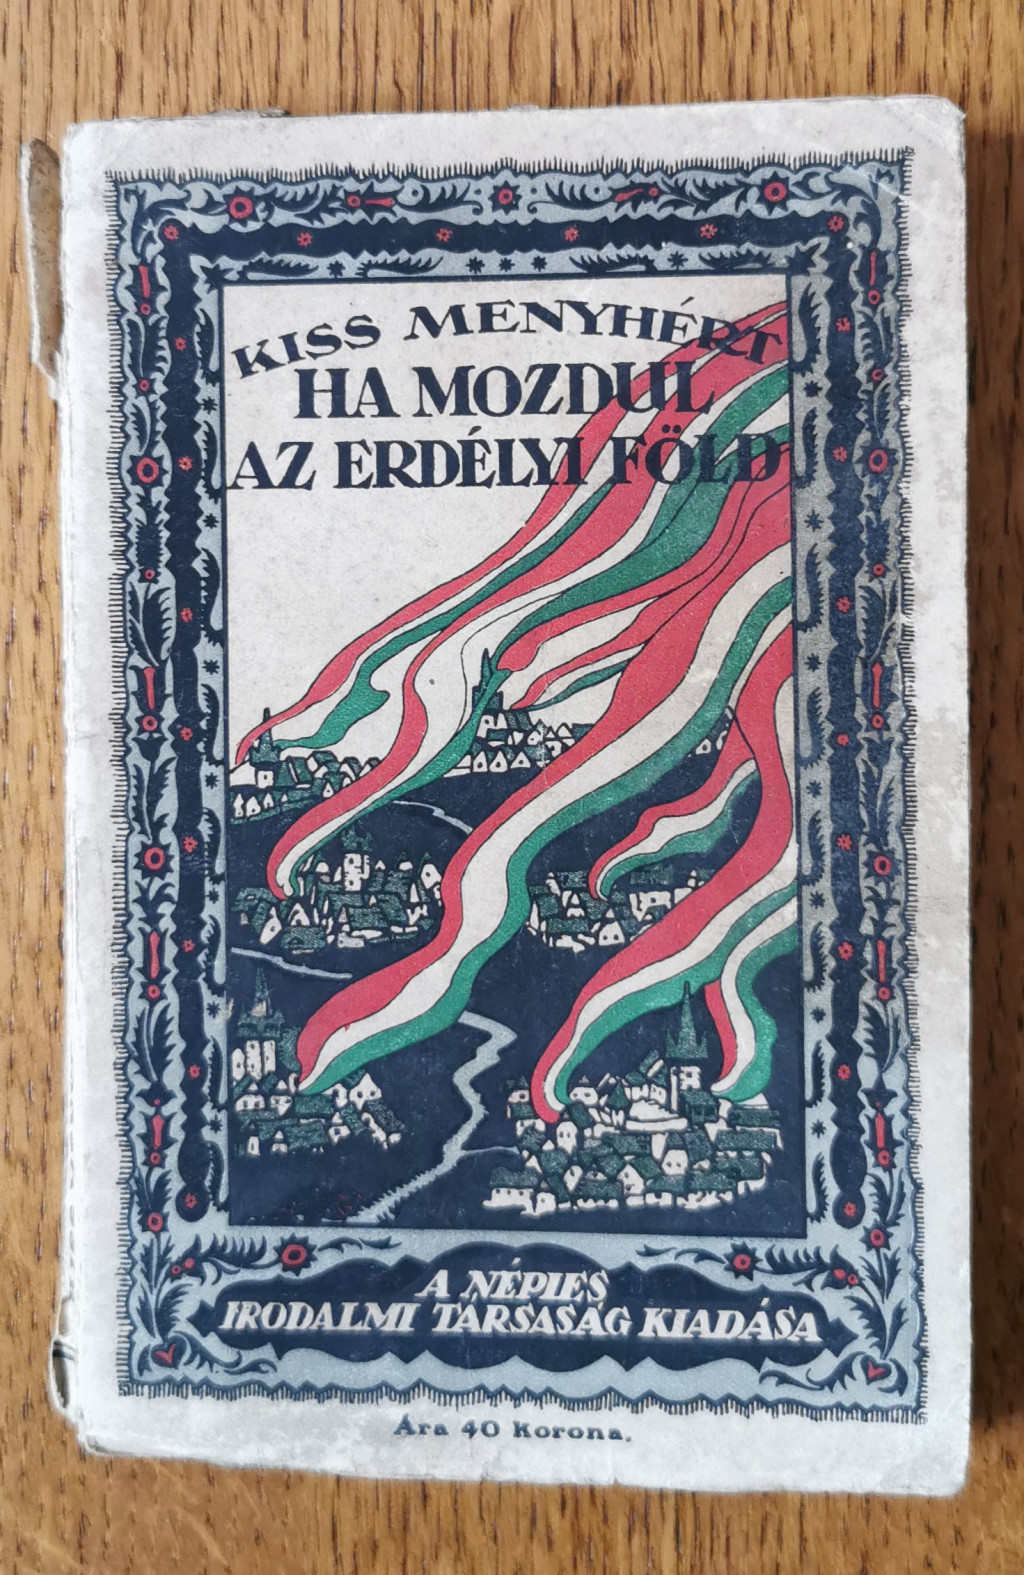 KISS MENYHÉRT
HA MOZDUL
AZ ERDÉLYI FÖLD
A NÉPIES
IRODALMI TÁRSASÁG KIADÁSA
Ára 40 Korona.